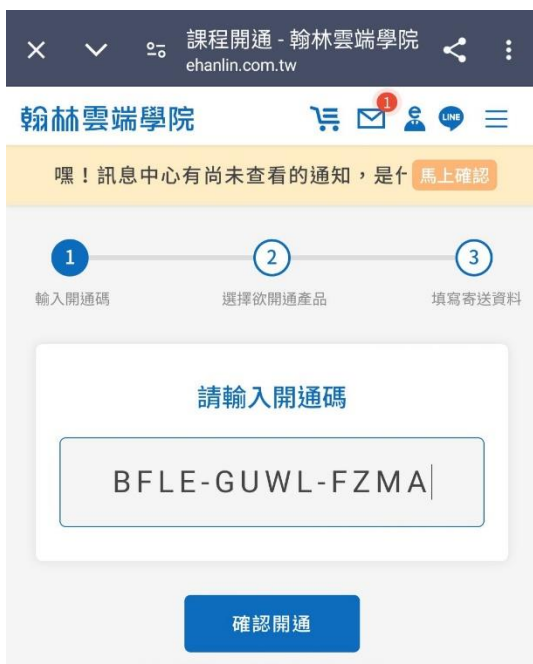 課程開通 - 翰林雲端學院
ehanlin.com.tw
翰林雲端學院
1
LINE
嘿！訊息中心有尚未查看的通知，是什
馬上確認
1
2
3
輸入開通碼
選擇欲開通產品
填寫寄送資料
請輸入開通碼
BFLE-GUWL-FZMA
確認開通